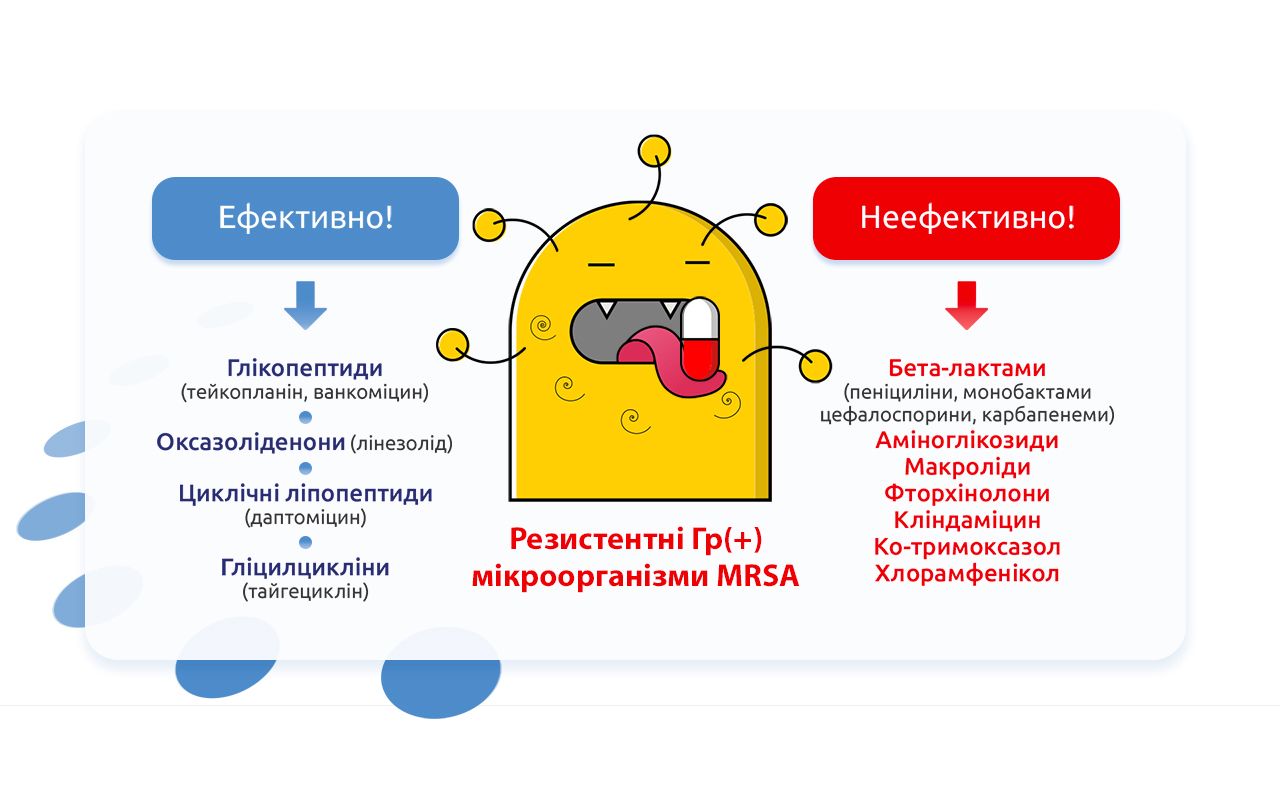 Ефективно!
Глікопептиди
(тейкопланін, ванкоміцин)
Оксазоліденони (лінезолід)
Циклічні ліпопептиди
(даптоміцин)
Гліцилцикліни
(тайгециклін)
Резистентні Гр(+)
мікроорганізми MRSA
Неефективно!
Бета-лактами
(пеніциліни, монобактами
цефалоспорини, карбапенеми)
Аміноглікозиди
Макроліди
Фторхінолони
Кліндаміцин
Ко-тримоксазол
Хлорамфенікол